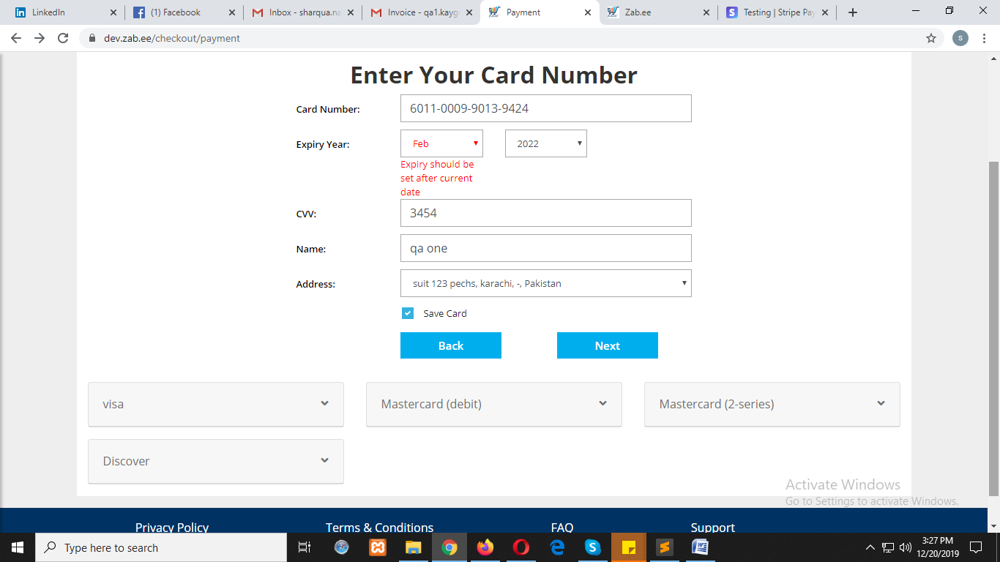 LinkedIn
(1) Facebook
Inbox - sharqua.na
Invoice - qa1.kayg
Payment
Zab.ee
Testing | Stripe Pay
dev.zab.ee/checkout/payment
s
Enter Your Card Number
Card Number:
6011-0009-9013-9424
Expiry Year:
Feb
2022
Expiry should be
set after current
date
CVV:
3454
Name:
qa one
Address:
suit 123 pechs, karachi, -, Pakistan
Save Card
Back
Next
visa
Mastercard (debit)
Mastercard (2-series)
Discover
Activate Windows
Go to Settings to activate Windows.
Privacy Policy
Terms & Conditions
FAQ
Support
Type here to search
3:27 PM
12/20/2019